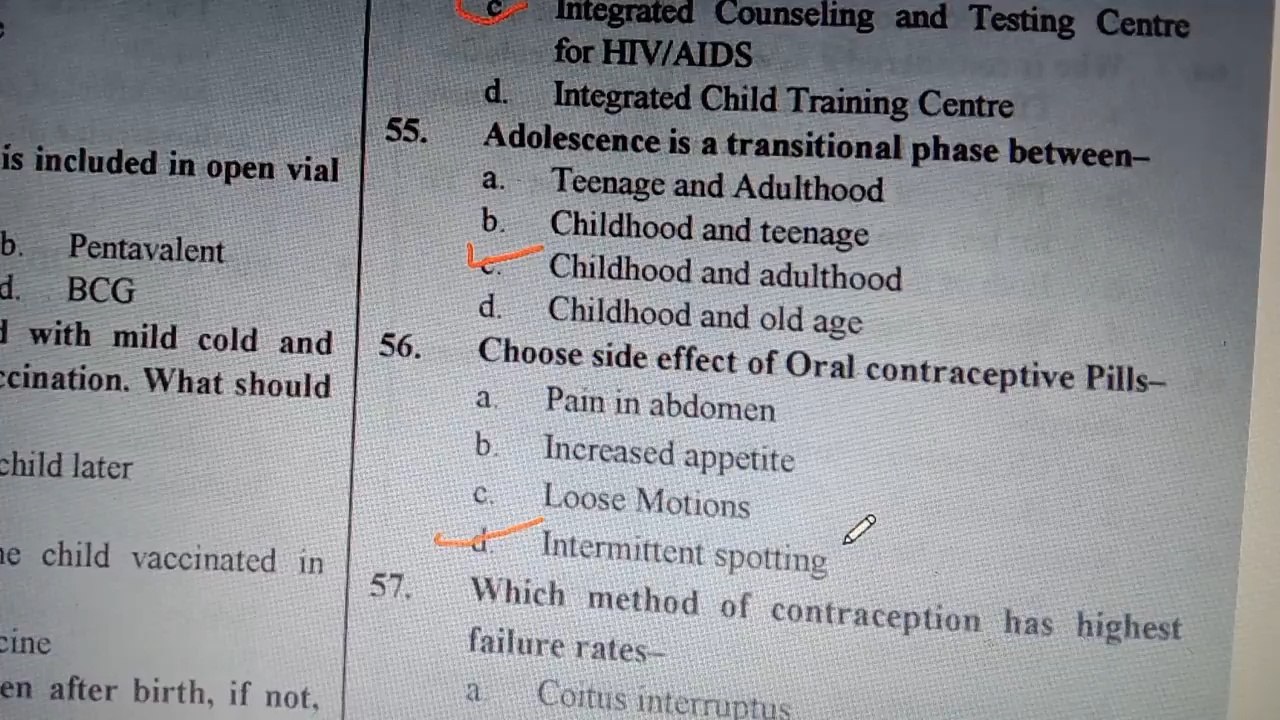 is included in open vial
b. Pentavalent
d. BCG
with mild cold and
What should
child later
child vaccinated in
after birth, if not,
c Integrated Counseling and Testing Centre
for HIV/AIDS
d. Integrated Child Training Centre
55. Adolescence is a transitional phase between–
a. Teenage and Adulthood
b. Childhood and teenage
c. Childhood and adulthood
d. Childhood and old age
56. Choose side effect of Oral contraceptive Pills–
a. Pain in abdomen
b. Increased appetite
c. Loose Motions
d. Intermittent spotting
57. Which method of contraception has highest
failure rates–
a Coitus interruptus